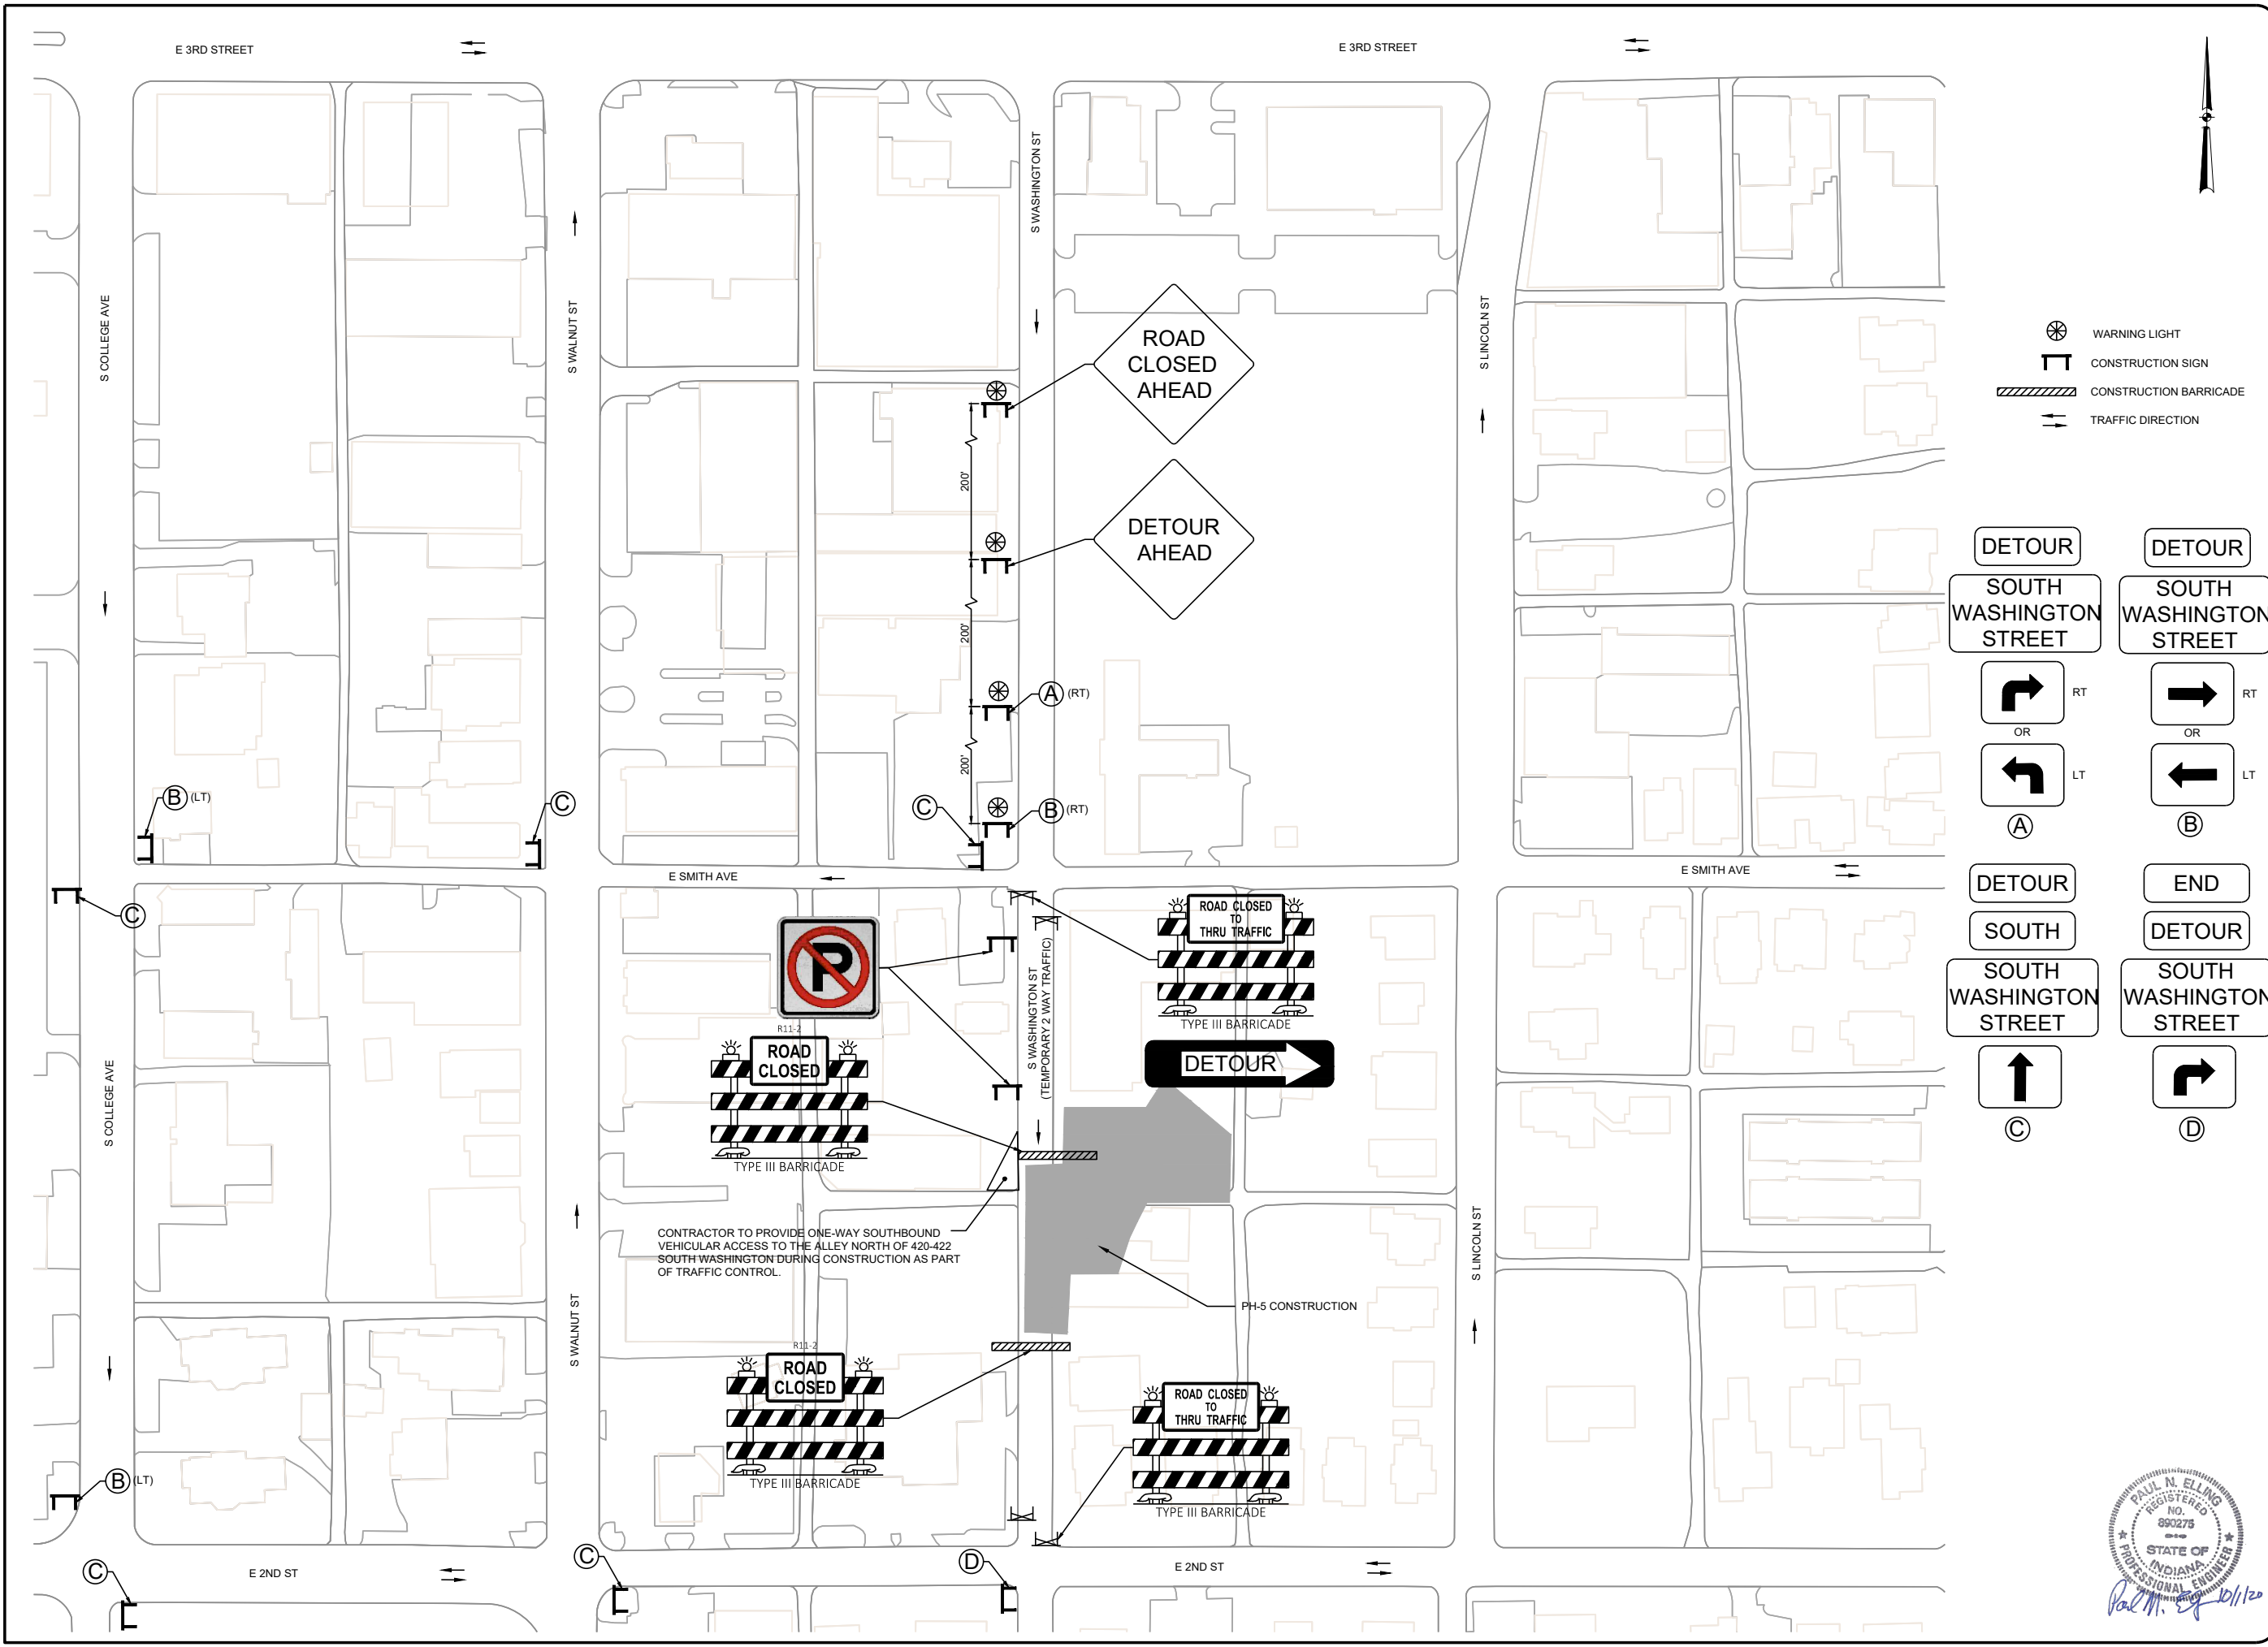 E 3RD STREET
E 3RD STREET
S WASHINGTON ST
S COLLEGE AVE
S WALNUT ST
S LINCOLN ST
ROAD
CLOSED
AHEAD
DETOUR
AHEAD
200'
200'
200'
A (RT)
B (RT)
C
B (LT)
C
C
WARNING LIGHT
CONSTRUCTION SIGN
CONSTRUCTION BARRICADE
TRAFFIC DIRECTION
DETOUR
SOUTH
WASHINGTON
STREET
RT
OR
LT
A
DETOUR
SOUTH
WASHINGTON
STREET
RT
OR
LT
B
DETOUR
SOUTH
SOUTH
WASHINGTON
STREET
C
END
DETOUR
SOUTH
WASHINGTON
STREET
D
E SMITH AVE
E SMITH AVE
P
R11-2
ROAD
CLOSED
TYPE III BARRICADE
S WASHINGTON ST
(TEMPORARY 2 WAY TRAFFIC)
ROAD CLOSED
TO
THRU TRAFFIC
TYPE III BARRICADE
DETOUR
S COLLEGE AVE
S WALNUT ST
S LINCOLN ST
CONTRACTOR TO PROVIDE ONE-WAY SOUTHBOUND
VEHICULAR ACCESS TO THE ALLEY NORTH OF 420-422
SOUTH WASHINGTON DURING CONSTRUCTION AS PART
OF TRAFFIC CONTROL.
PH-5 CONSTRUCTION
R11-2
ROAD
CLOSED
TYPE III BARRICADE
ROAD CLOSED
TO
THRU TRAFFIC
TYPE III BARRICADE
B (LT)
C
C
D
E 2ND ST
E 2ND ST
PAUL N. ELLING
REGISTERED
NO.
890275
STATE OF
INDIANA
PROFESSIONAL ENGINEER
10/1/20